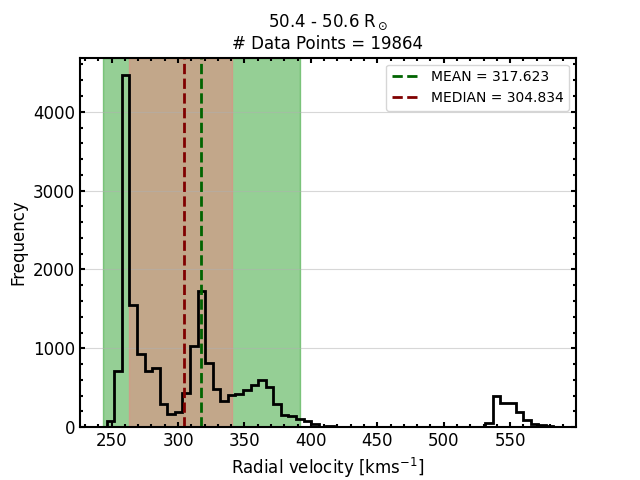 50.4 - 50.6 R⊙
# Data Points = 19864
MEAN = 317.623
MEDIAN = 304.834
Frequency
4000
3000
2000
1000
0
250 300 350 400 450 500 550
Radial velocity [kms⁻¹]